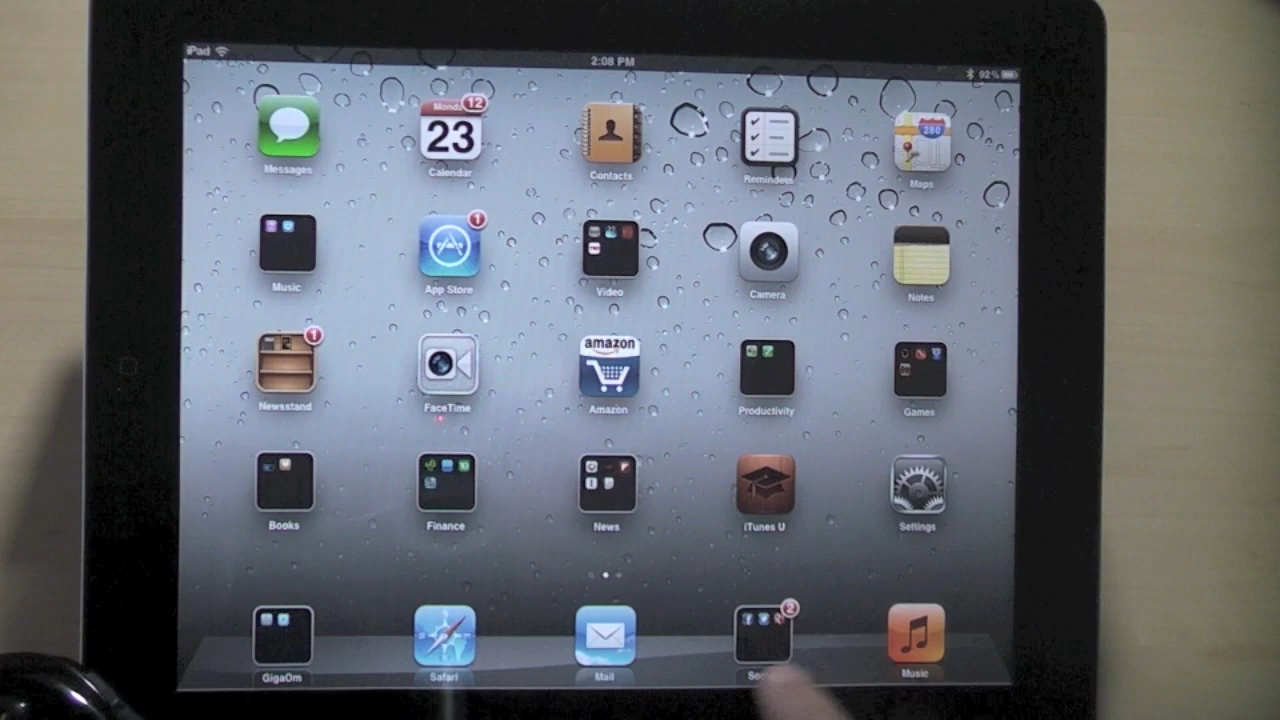 iPad
2:08 PM
92%
Monday
12
23
280
Messages
Calendar
Contacts
Reminders
Maps
1
Music
App Store
Video
Camera
Notes
1
amazon
Newsstand
FaceTime
Amazon
Productivity
Games
Books
Finance
News
iTunes U
Settings
2
GigaOm
Safari
Mail
Music